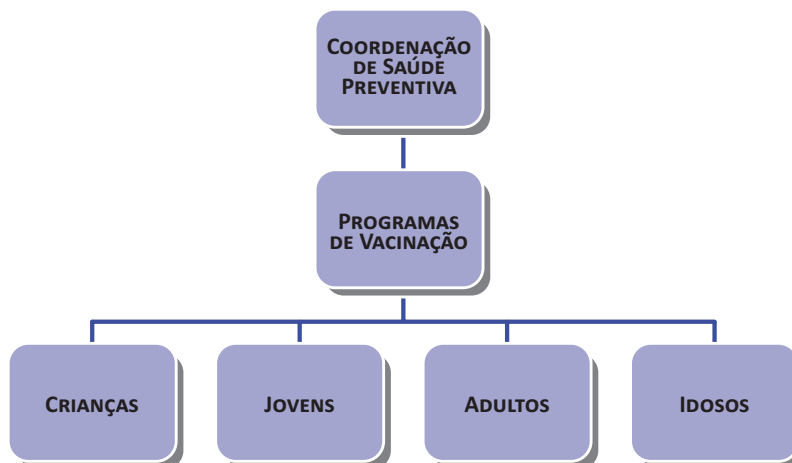 COORDENAÇÃO
DE SAÚDE
PREVENTIVA
PROGRAMAS
DE VACINAÇÃO
CRIANÇAS
JOVENS
ADULTOS
IDOSOS